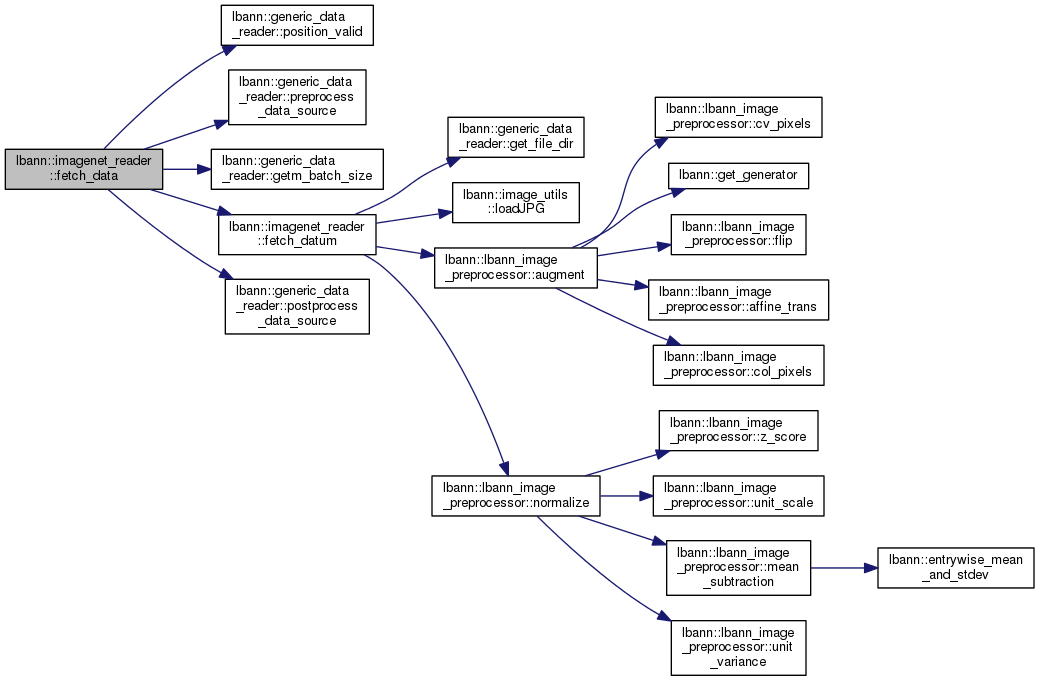 lbann::imagenet_reader
::fetch_data
lbann::generic_data
_reader::position_valid
lbann::generic_data
_reader::preprocess
_data_source
lbann::generic_data
_reader::getm_batch_size
lbann::imagenet_reader
::fetch_datum
lbann::generic_data
_reader::postprocess
_data_source
lbann::generic_data
_reader::get_file_dir
lbann::image_utils
::loadJPG
lbann::lbann_image
_preprocessor::augment
lbann::lbann_image
_preprocessor::normalize
lbann::lbann_image
_preprocessor::cv_pixels
lbann::get_generator
lbann::lbann_image
_preprocessor::flip
lbann::lbann_image
_preprocessor::affine_trans
lbann::lbann_image
_preprocessor::col_pixels
lbann::lbann_image
_preprocessor::z_score
lbann::lbann_image
_preprocessor::unit_scale
lbann::lbann_image
_preprocessor::mean
_subtraction
lbann::lbann_image
_preprocessor::unit
_variance
lbann::entrywise_mean
_and_stdev